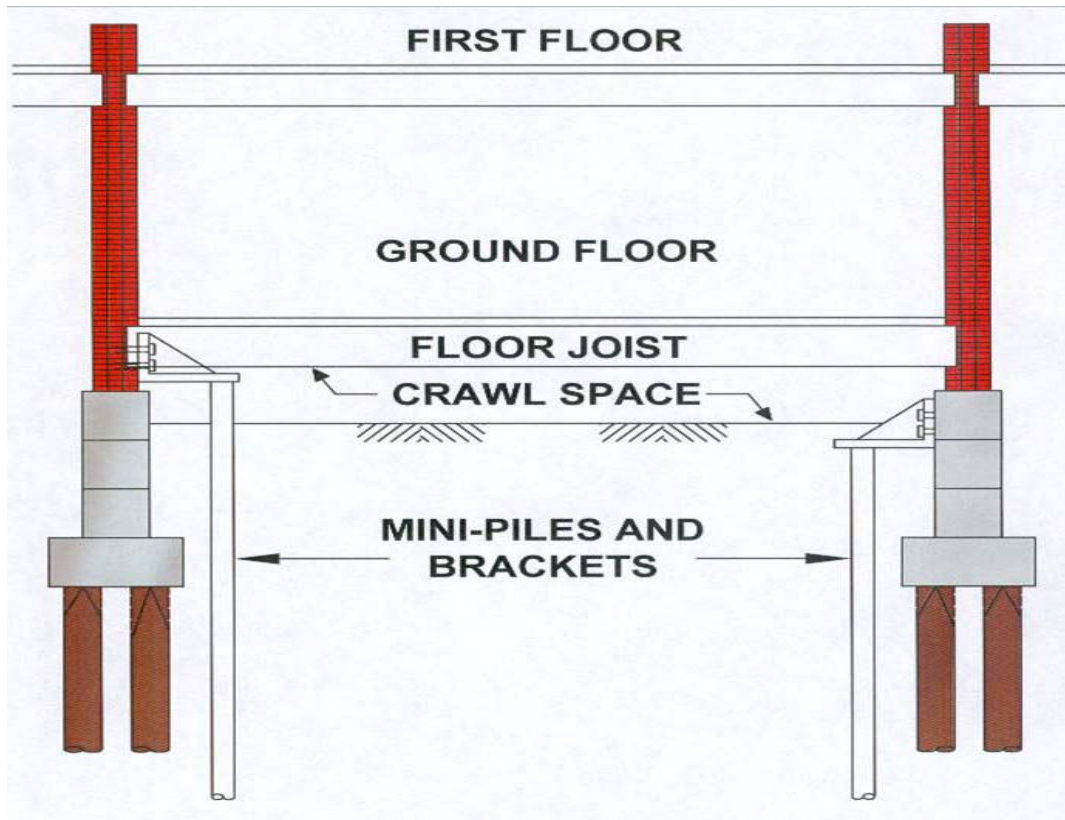 FIRST FLOOR
GROUND FLOOR
FLOOR JOIST
CRAWL SPACE
MINI-PILES AND
BRACKETS